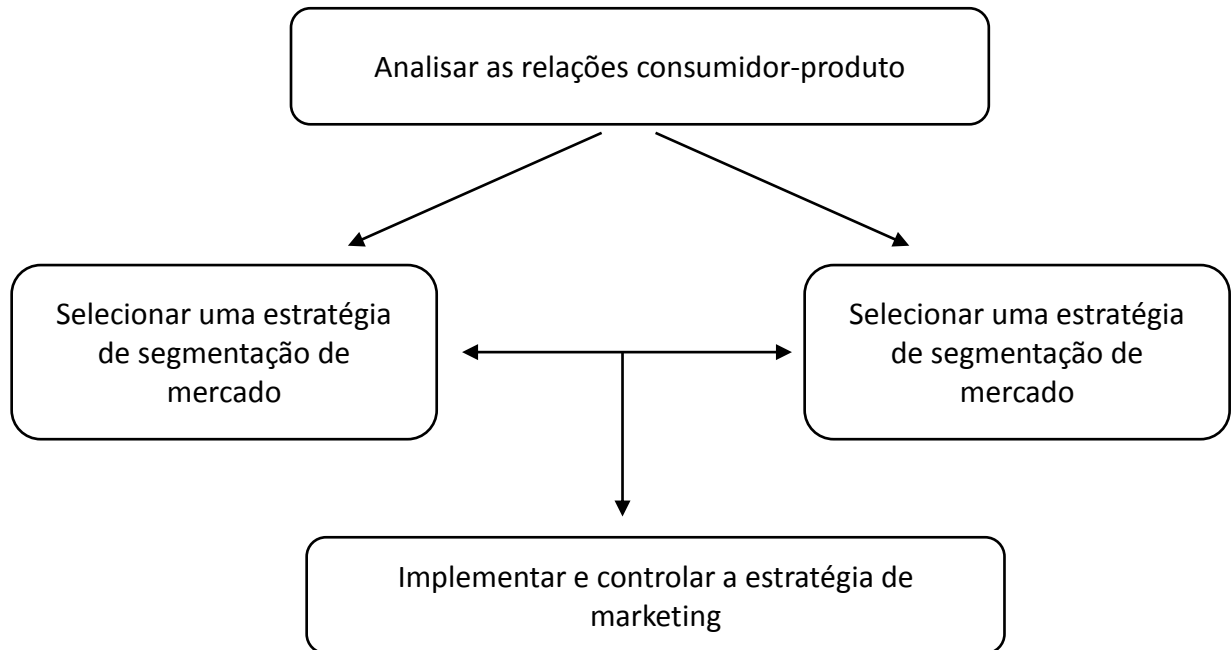 Analisar as relações consumidor-produto
Selecionar uma estratégia
de segmentação de
mercado
Selecionar uma estratégia
de segmentação de
mercado
Implementar e controlar a estratégia de
marketing